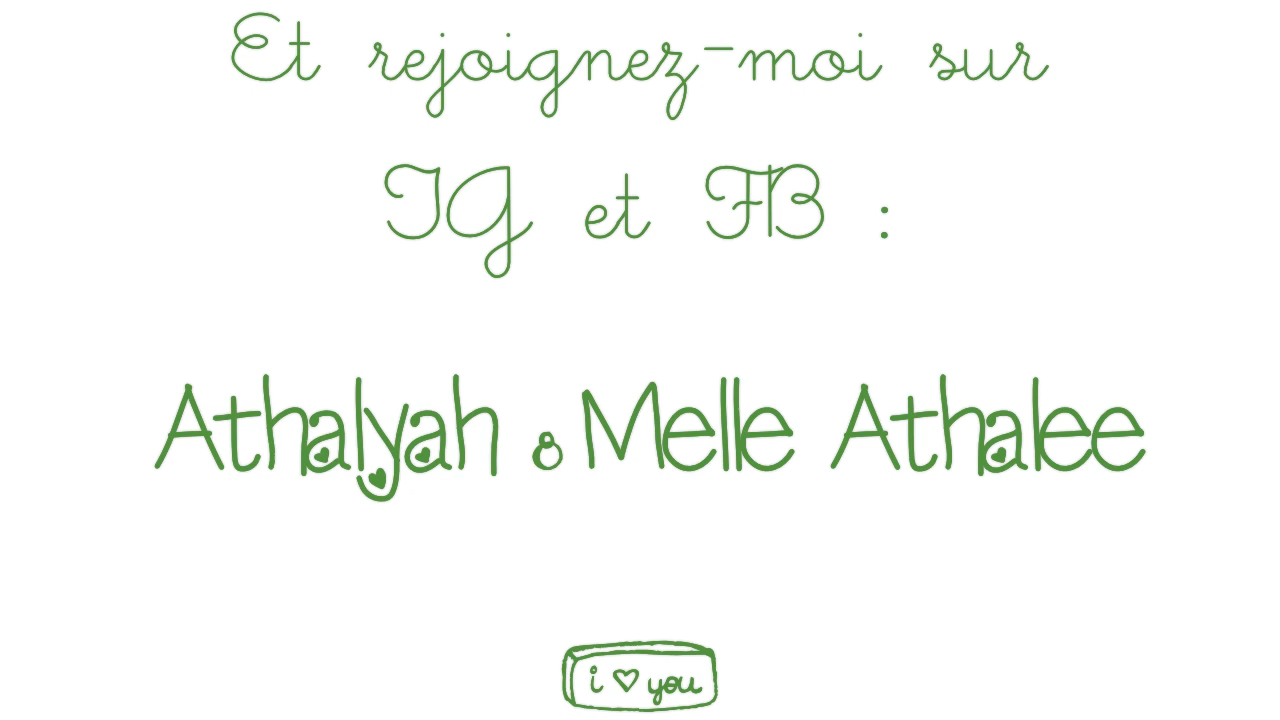 Et rejoignez-moi sur
IG et FB :
Athalyah & Melle Athalee
i ♡ you